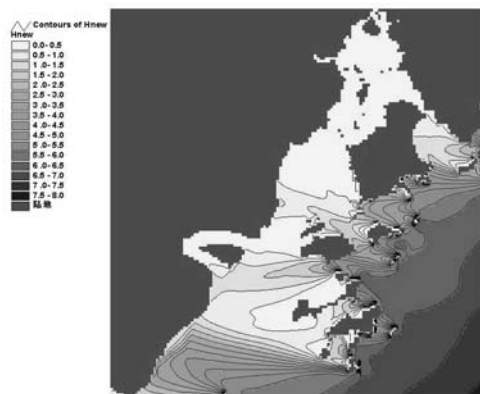 Contours of Hnew
Hnew
0.0 - 0.5
0.5 - 1.0
1.0 - 1.5
1.5 - 2.0
2.0 - 2.5
2.5 - 3.0
3.0 - 3.5
3.5 - 4.0
4.0 - 4.5
4.5 - 5.0
5.0 - 5.5
5.5 - 6.0
6.0 - 6.5
6.5 - 7.0
7.0 - 7.5
7.5 - 8.0
陆地